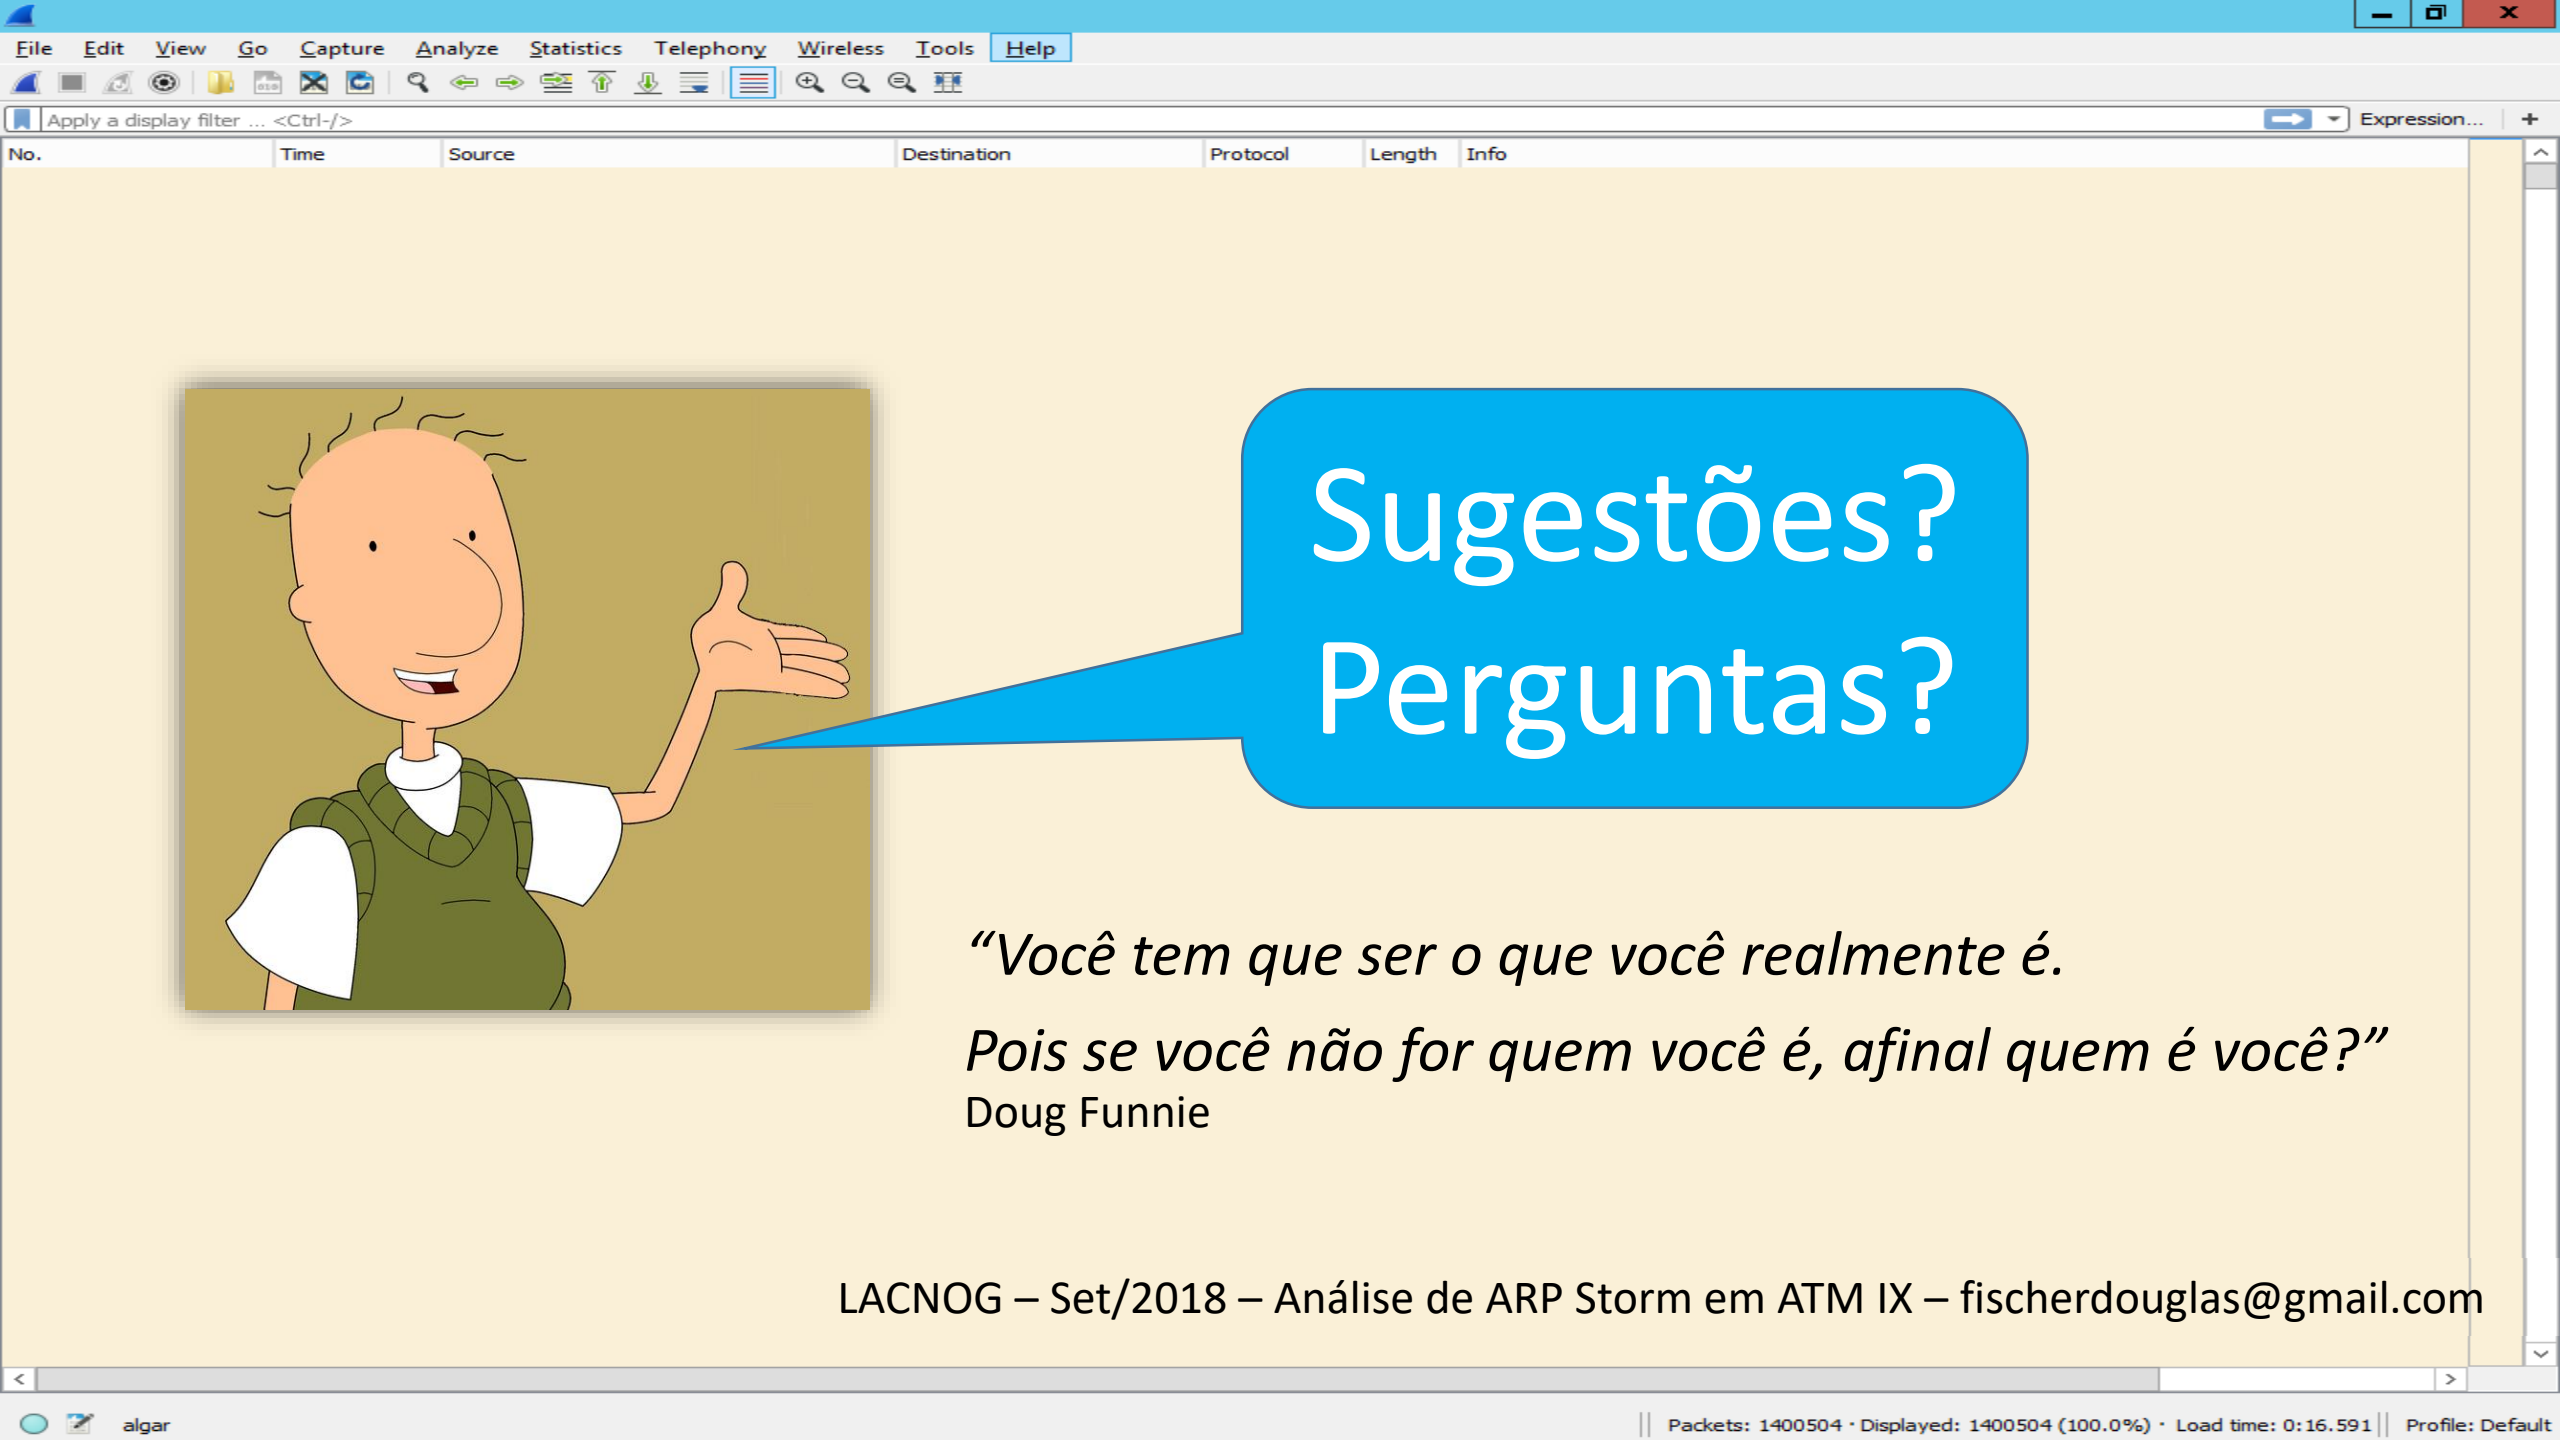 File Edit View Go Capture Analyze Statistics Telephony Wireless Tools Help
Apply a display filter ... <Ctrl-/>
Expression... +
No. Time Source Destination Protocol Length Info
Sugestões?
Perguntas?
“Você tem que ser o que você realmente é.
Pois se você não for quem você é, afinal quem é você?”
Doug Funnie
LACNOG – Set/2018 – Análise de ARP Storm em ATM IX – fischerdouglas@gmail.com
algar
Packets: 1400504 · Displayed: 1400504 (100.0%) · Load time: 0:16.591
Profile: Default